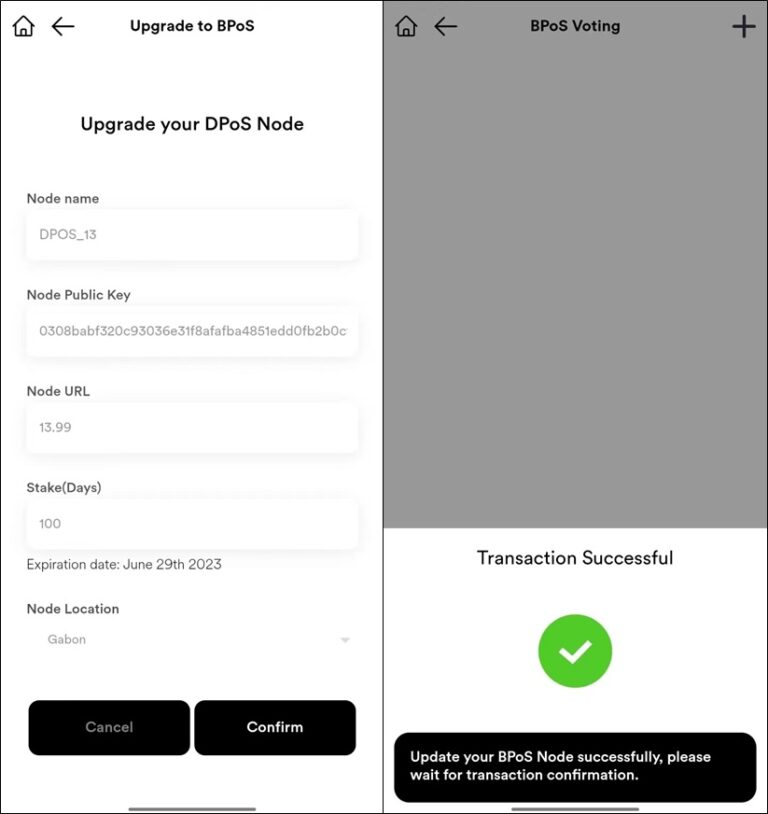 Upgrade to BPoS
Upgrade your DPoS Node
Node name
DPOS_13
Node Public Key
0308babf320c93036e31f8afafba4851edd0fb2b0c
Node URL
13.99
Stake(Days)
100
Expiration date: June 29th 2023
Node Location
Gabon
Cancel
Confirm
BPoS Voting
Transaction Successful
Update your BPoS Node successfully, please
wait for transaction confirmation.